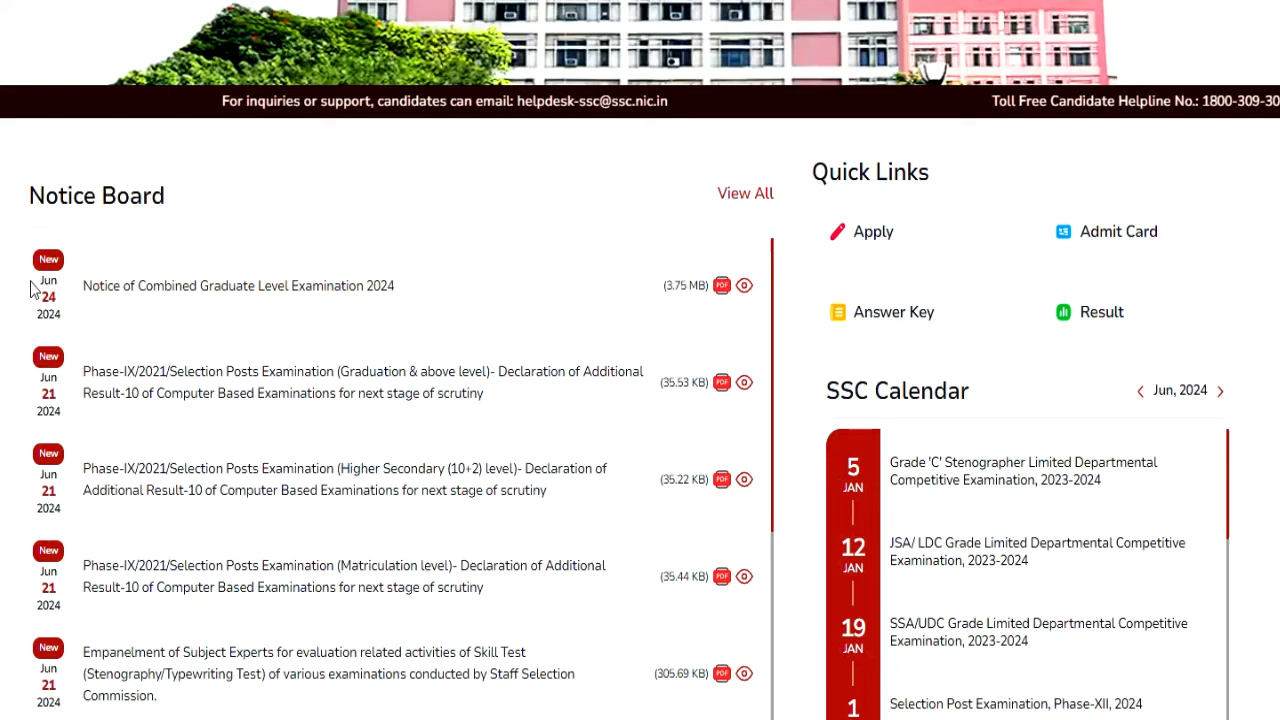 For inquiries or support, candidates can email: helpdesk-ssc@ssc.nic.in
Toll Free Candidate Helpline No.: 1800-309-30
Notice Board
View All
New
Jun
24
2024
Notice of Combined Graduate Level Examination 2024
(3.75 MB)
PDF
New
Jun
21
2024
Phase-IX/2021/Selection Posts Examination (Graduation & above level)- Declaration of Additional
Result-10 of Computer Based Examinations for next stage of scrutiny
(35.53 KB)
PDF
New
Jun
21
2024
Phase-IX/2021/Selection Posts Examination (Higher Secondary (10+2) level)- Declaration of
Additional Result-10 of Computer Based Examinations for next stage of scrutiny
(35.22 KB)
PDF
New
Jun
21
2024
Phase-IX/2021/Selection Posts Examination (Matriculation level)- Declaration of Additional
Result-10 of Computer Based Examinations for next stage of scrutiny
(35.44 KB)
PDF
New
Jun
21
2024
Empanelment of Subject Experts for evaluation related activities of Skill Test
(Stenography/Typewriting Test) of various examinations conducted by Staff Selection
Commission.
(305.69 KB)
PDF
Quick Links
Apply
Admit Card
Answer Key
Result
SSC Calendar
Jun, 2024
5
JAN
Grade 'C' Stenographer Limited Departmental
Competitive Examination, 2023-2024
12
JAN
JSA/ LDC Grade Limited Departmental Competitive
Examination, 2023-2024
19
JAN
SSA/UDC Grade Limited Departmental Competitive
Examination, 2023-2024
1
Selection Post Examination, Phase-XII, 2024